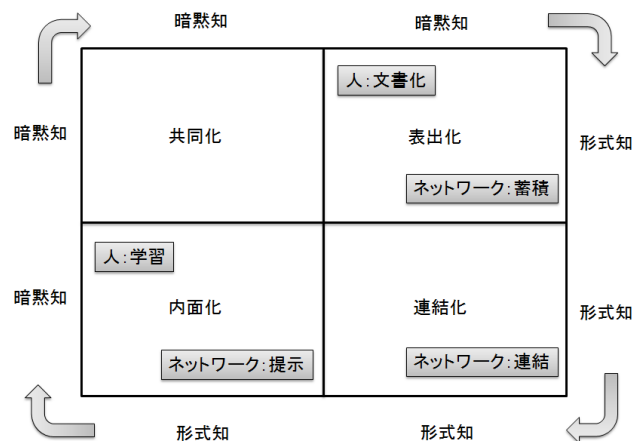 暗黙知
暗黙知
人：文書化
暗黙知
共同化
表出化
形式知
ネットワーク：蓄積
人：学習
暗黙知
内面化
連結化
形式知
ネットワーク：提示
ネットワーク：連結
形式知
形式知